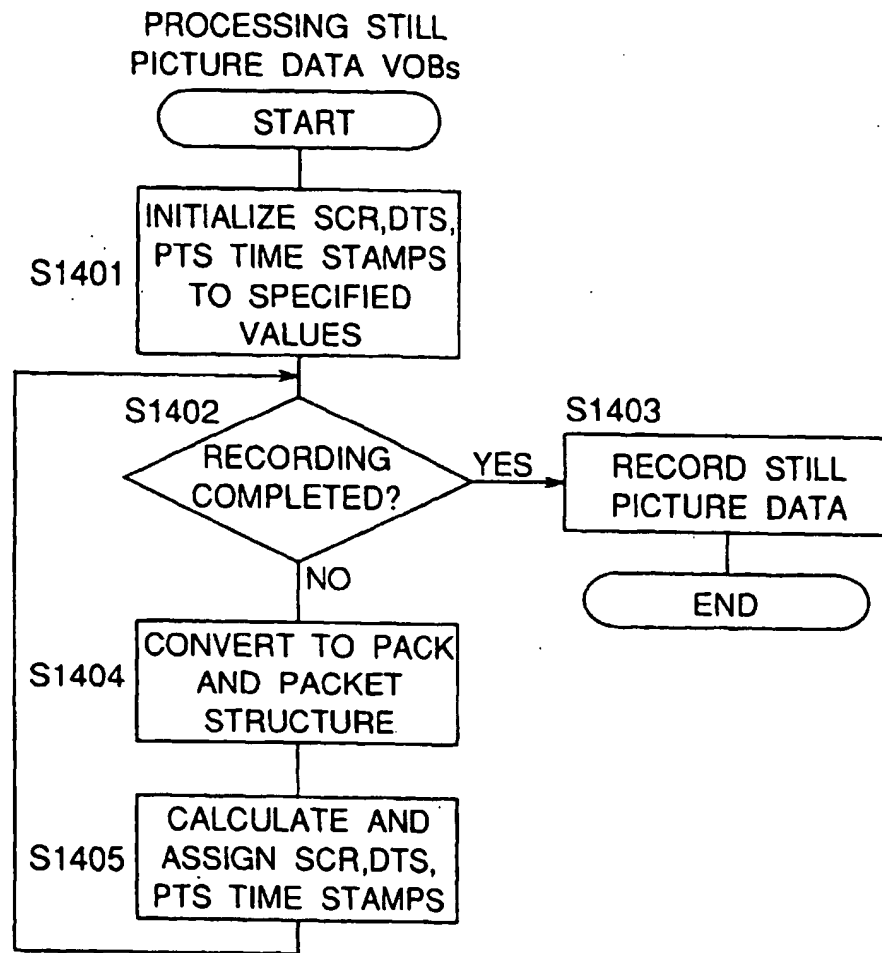 PROCESSING STILL
PICTURE DATA VOBs
START
S1401
INITIALIZE SCR,DTS,
PTS TIME STAMPS
TO SPECIFIED
VALUES
S1402
RECORDING
COMPLETED?
YES
S1403
RECORD STILL
PICTURE DATA
END
NO
S1404
CONVERT TO PACK
AND PACKET
STRUCTURE
S1405
CALCULATE AND
ASSIGN SCR,DTS,
PTS TIME STAMPS